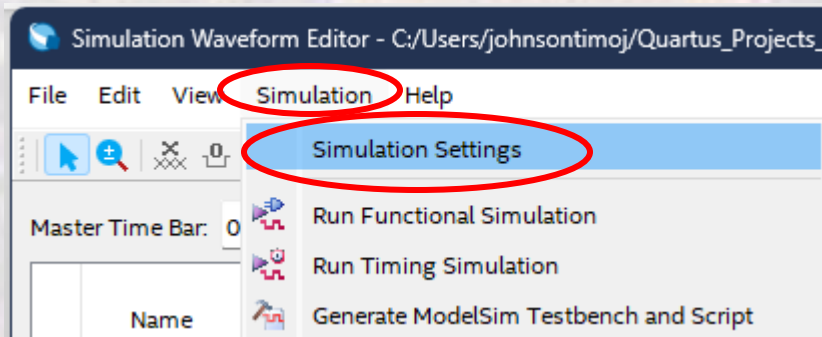 Simulation Waveform Editor - C:/Users/johnsontimoj/Quartus_Projects_
File Edit View Simulation Help
Simulation Settings
Master Time Bar: 0
Run Functional Simulation
Run Timing Simulation
Name
Generate ModelSim Testbench and Script